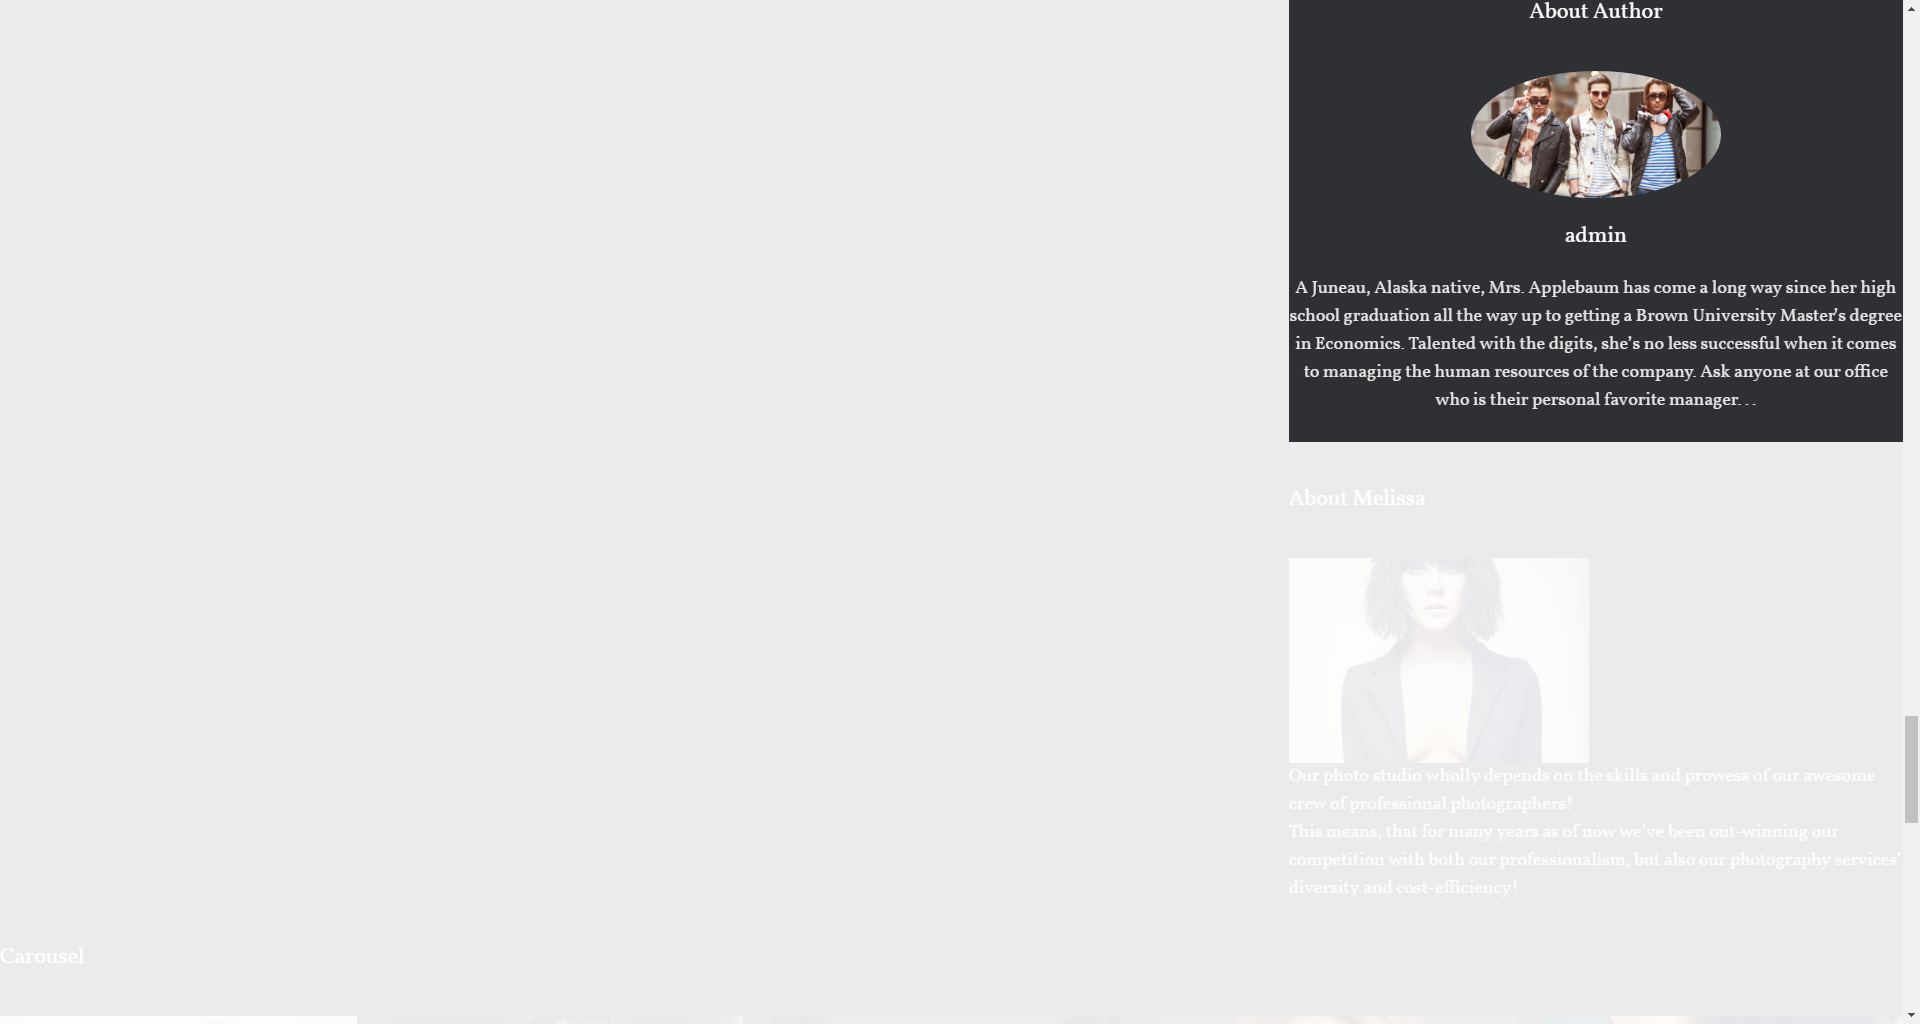 About Author
admin
A Juneau, Alaska native, Mrs. Applebaum has come a long way since her high
school graduation all the way up to getting a Brown University Master's degree
in Economics. Talented with the digits, she's no less successful when it comes
to managing the human resources of the company. Ask anyone at our office
who is their personal favorite manager. . .
About Melissa
Our photo studio wholly depends on the skills and prowess of our awesome
crew of professional photographers!
This means, that for many years as of now we've been out-winning our
competition with both our professionalism, but also our photography services'
diversity and cost-efficiency!
Carousel